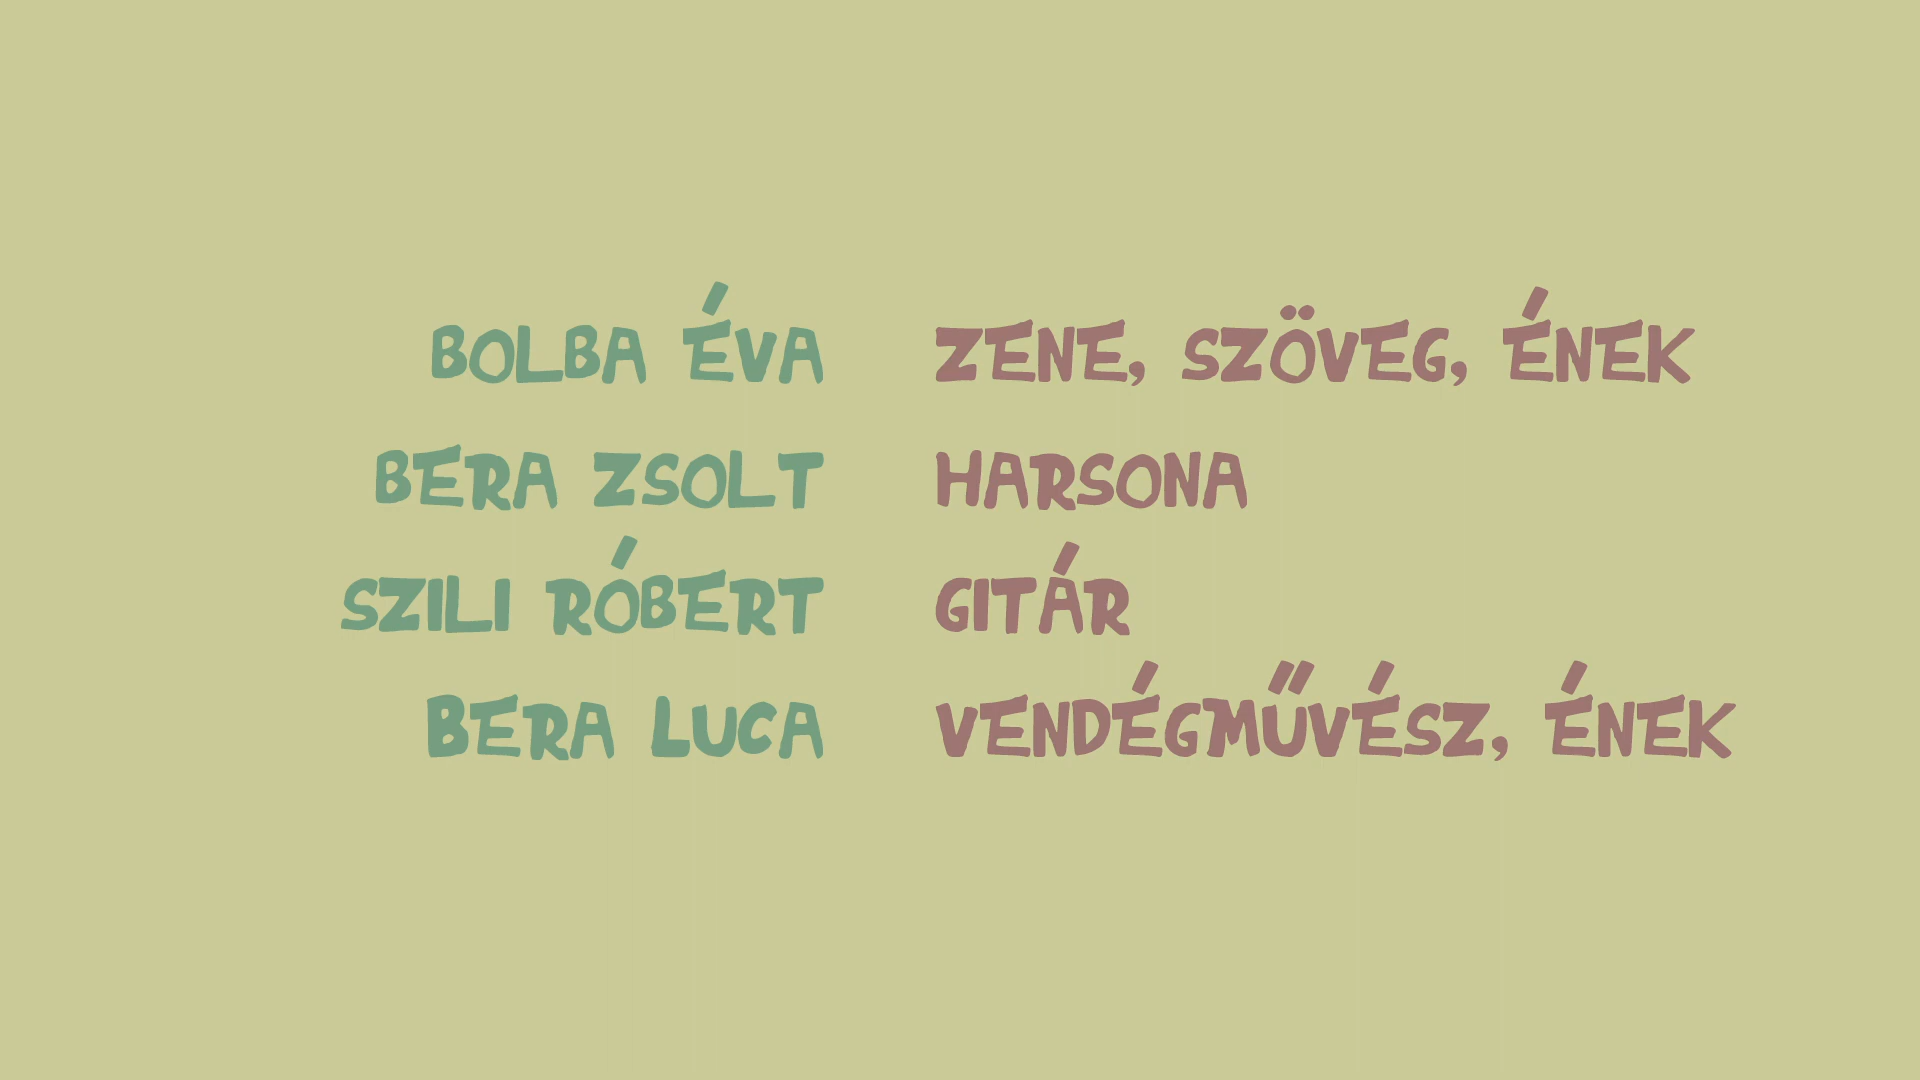 BOLBA ÉVA ZENE, SZÖVEG, ÉNEK
BERA ZSOLT HARSONA
SZILI RÓBERT GITÁR
BERA LUCA VENDÉGMŰVÉSZ, ÉNEK